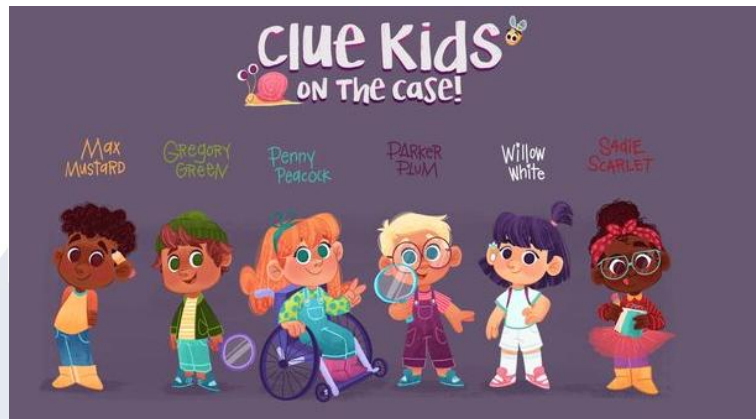 CLUE KIDS
ON THE CASE!
MAX
MUSTARD
GREGORY
GREEN
Penny
Peacock
PARKER
PLUM
Willow
White
SADIE
SCARLET